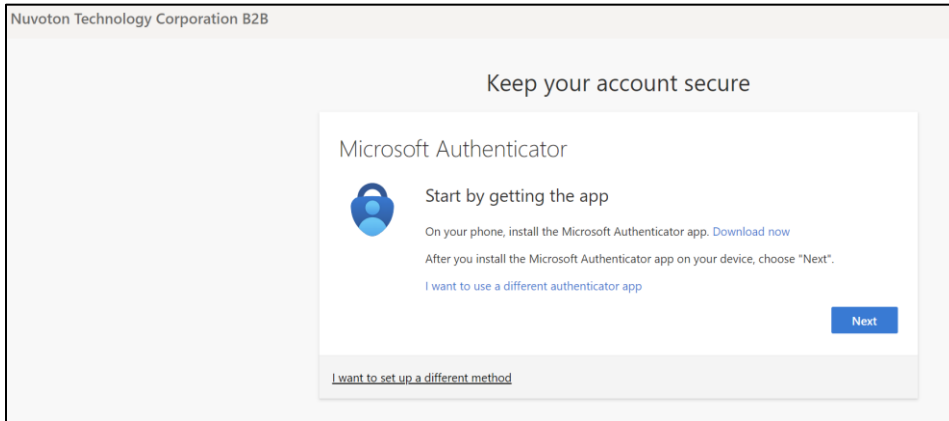 Nuvoton Technology Corporation B2B
Keep your account secure
Microsoft Authenticator
Start by getting the app
On your phone, install the Microsoft Authenticator app. Download now
After you install the Microsoft Authenticator app on your device, choose "Next".
I want to use a different authenticator app
Next
I want to set up a different method